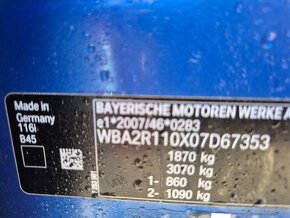 Made in
Germany
116i
B45
BAYERISCHE MOTOREN WERKE A
e1*2007/46*0283
WBA2R110X07D67353
1870 kg
3070 kg
1- 860 kg
2- 1090 kg